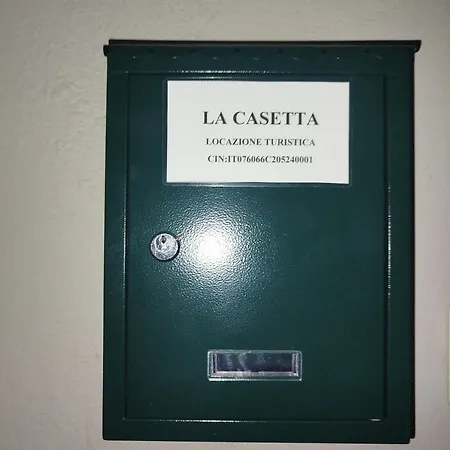 LA CASETTA
LOCAZIONE TURISTICA
CIN:IT076066C205240001